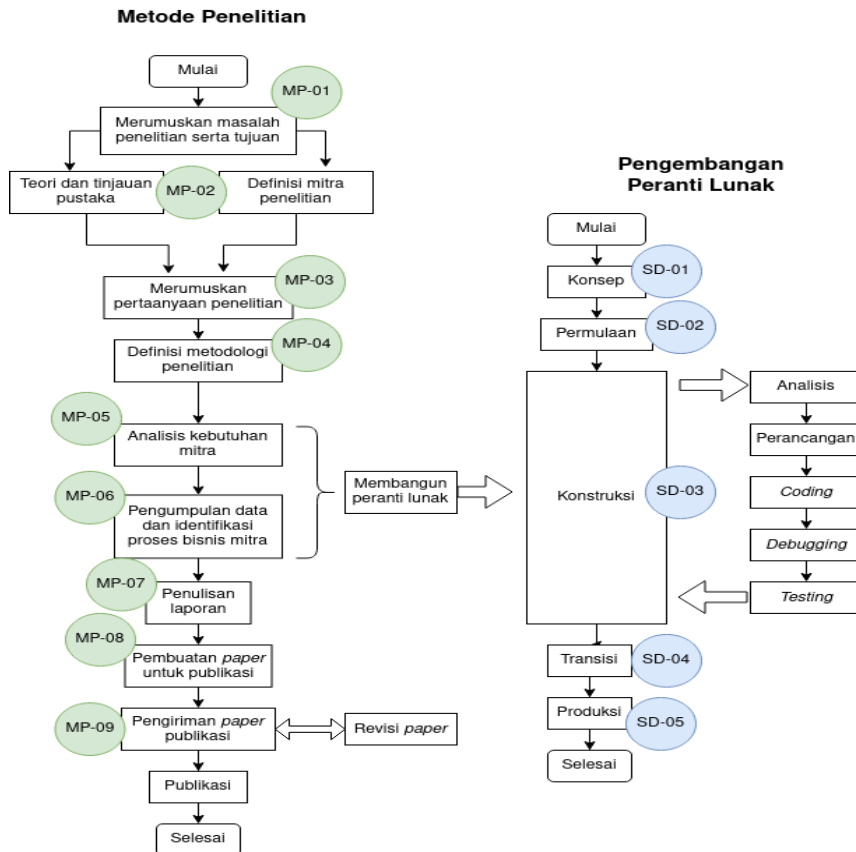 Metode Penelitian
Mulai
MP-01
Merumuskan masalah
penelitian serta tujuan
Teori dan tinjauan
pustaka
MP-02
Definisi mitra
penelitian
Merumuskan
pertaanyaan penelitian
MP-03
Definisi metodologi
penelitian
MP-04
MP-05
Analisis kebutuhan
mitra
MP-06
Pengumpulan data
dan identifikasi
proses bisnis mitra
Membangun
peranti lunak
MP-07
Penulisan
laporan
MP-08
Pembuatan paper
untuk publikasi
MP-09
Pengiriman paper
publikasi
Revisi paper
Publikasi
Selesai
Pengembangan
Peranti Lunak
Mulai
Konsep
SD-01
Permulaan
SD-02
Konstruksi
SD-03
Analisis
Perancangan
Coding
Debugging
Testing
Transisi
SD-04
Produksi
SD-05
Selesai